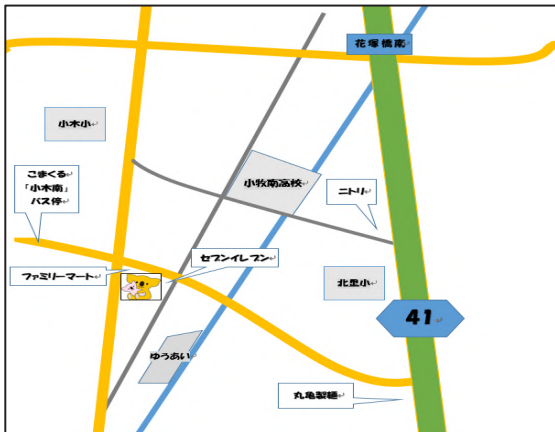 花塚橋南
小木小
小牧南高校
ニトリ
こまくる
「小木南」
バス停
セブンイレブン
ファミリーマート
北里小
41
ゆうあい
丸亀製麺